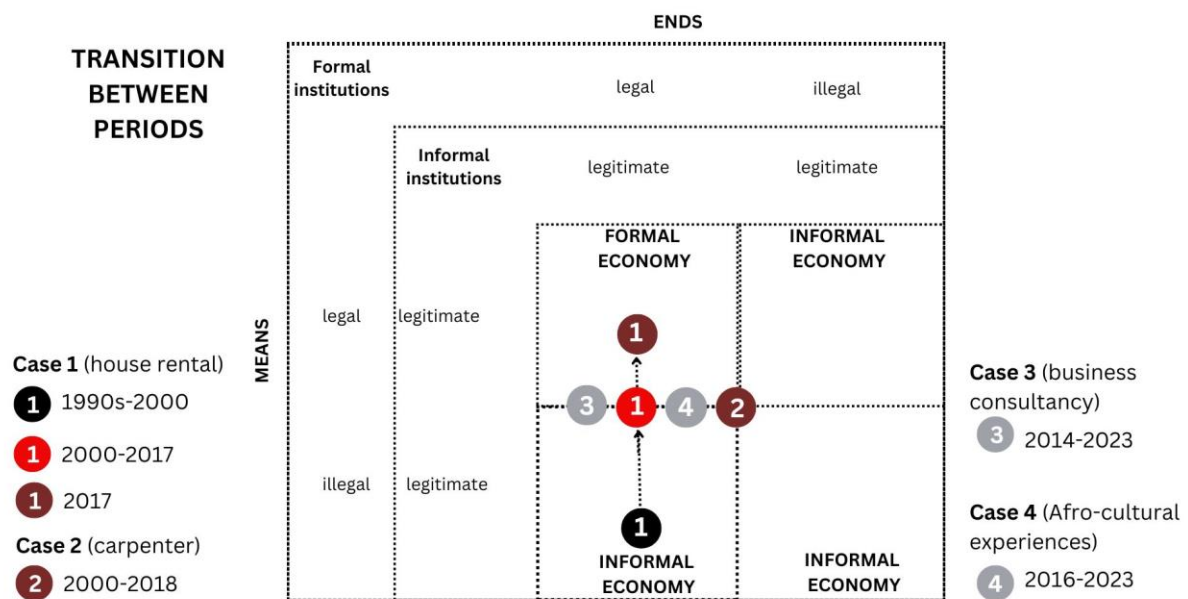 ENDS
TRANSITION
BETWEEN
PERIODS
Formal
institutions
legal
illegal
Informal
institutions
legitimate
legitimate
FORMAL
ECONOMY
INFORMAL
ECONOMY
MEANS
legal
legitimate
1
3
1
4
2
illegal
legitimate
1
INFORMAL
ECONOMY
INFORMAL
ECONOMY
Case 1 (house rental)
1 1990s-2000
1 2000-2017
1 2017
Case 2 (carpenter)
2 2000-2018
Case 3 (business
consultancy)
3 2014-2023
Case 4 (Afro-cultural
experiences)
4 2016-2023